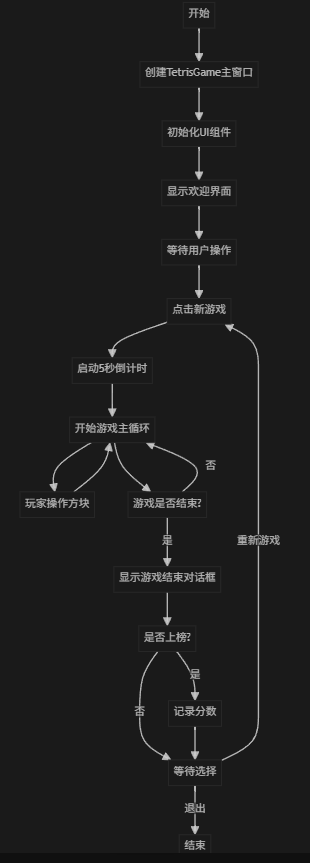 开始
创建TetrisGame主窗口
初始化UI组件
显示欢迎界面
等待用户操作
点击新游戏
启动5秒倒计时
开始游戏主循环
否
玩家操作方块
游戏是否结束?
是
重新游戏
显示游戏结束对话框
是否上榜?
是
否
记录分数
等待选择
退出
结束